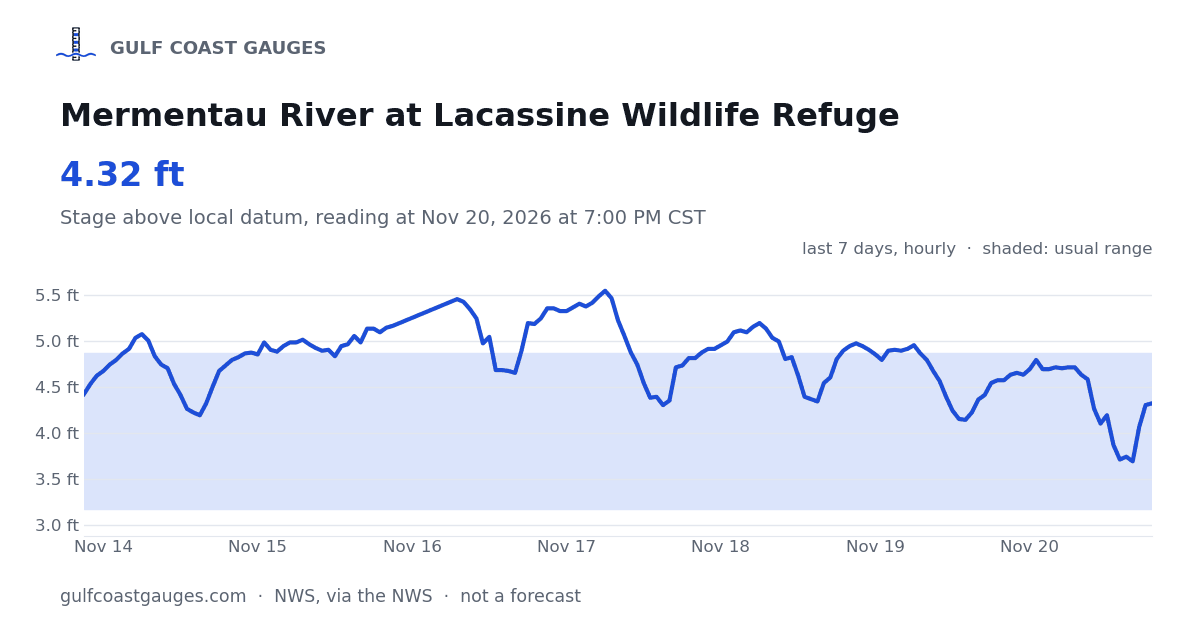 GULF COAST GAUGES
Mermentau River at Lacassine Wildlife Refuge
4.32 ft
Stage above local datum, reading at Nov 20, 2026 at 7:00 PM CST
last 7 days, hourly · shaded: usual range
5.5 ft
5.0 ft
4.5 ft
4.0 ft
3.5 ft
3.0 ft
Nov 14 Nov 15 Nov 16 Nov 17 Nov 18 Nov 19 Nov 20
gulfcoastgauges.com · NWS, via the NWS · not a forecast